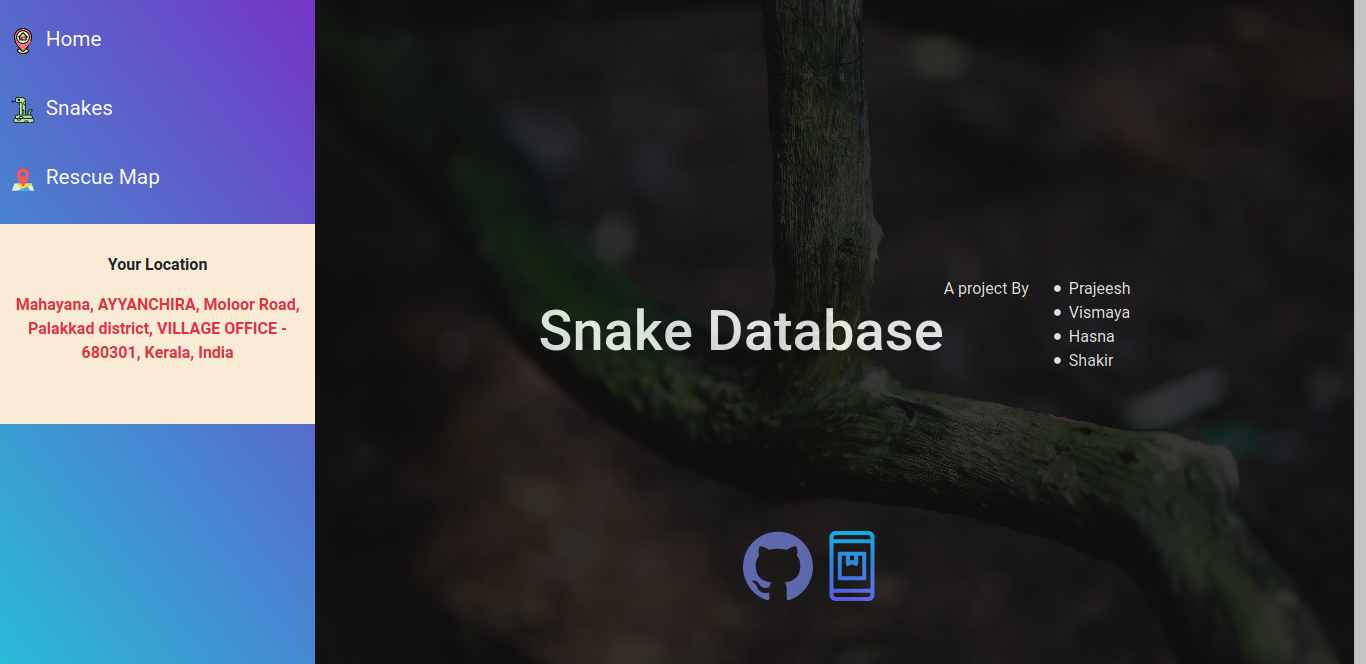 Home
Snakes
Rescue Map
Your Location
Mahayana, AYYANCHIRA, Moloor Road,
Palakkad district, VILLAGE OFFICE -
680301, Kerala, India
Snake Database
A project By
Prajeesh
Vismaya
Hasna
Shakir